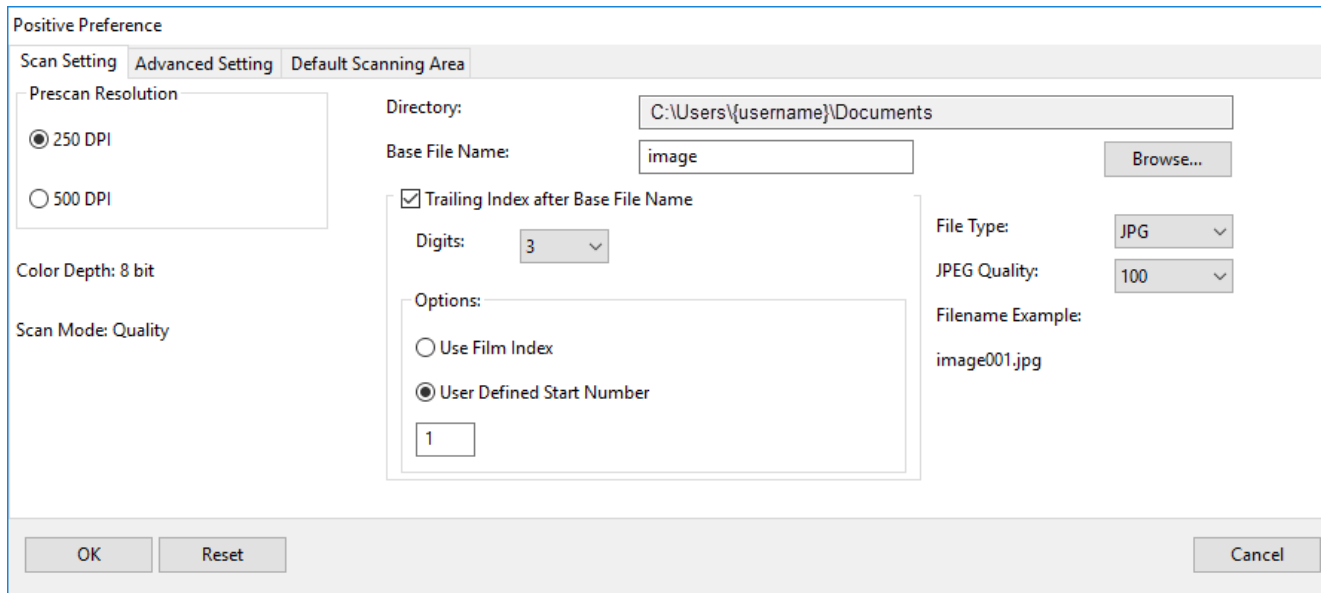 Positive Preference
Scan Setting Advanced Setting Default Scanning Area
Prescan Resolution
250 DPI
500 DPI
Color Depth: 8 bit
Scan Mode: Quality
Directory: C:\Users\{username}\Documents
Base File Name: image
Browse...
Trailing Index after Base File Name
Digits: 3
Options:
Use Film Index
User Defined Start Number
1
File Type: JPG
JPEG Quality: 100
Filename Example:
image001.jpg
OK Reset Cancel